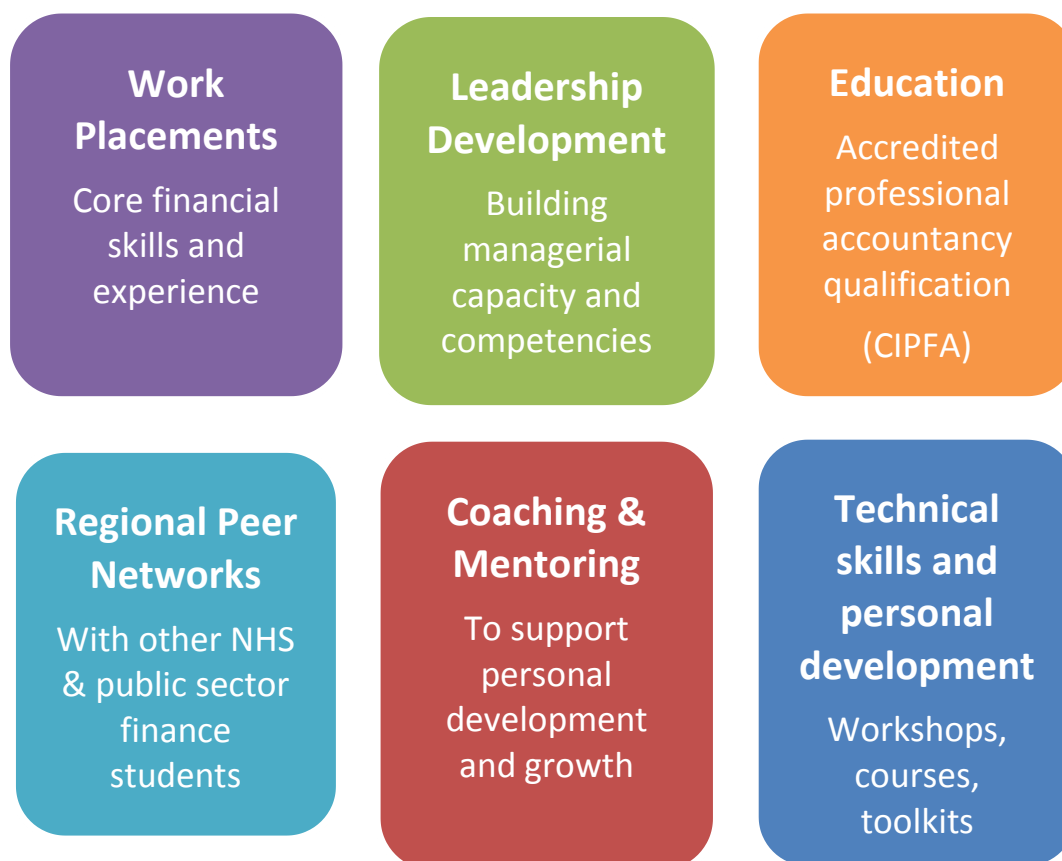 Work
Placements
Core financial
skills and
experience
Leadership
Development
Building
managerial
capacity and
competencies
Education
Accredited
professional
accountancy
qualification
(CIPFA)
Regional Peer
Networks
With other NHS
& public sector
finance
students
Coaching &
Mentoring
To support
personal
development
and growth
Technical
skills and
personal
development
Workshops,
courses,
toolkits